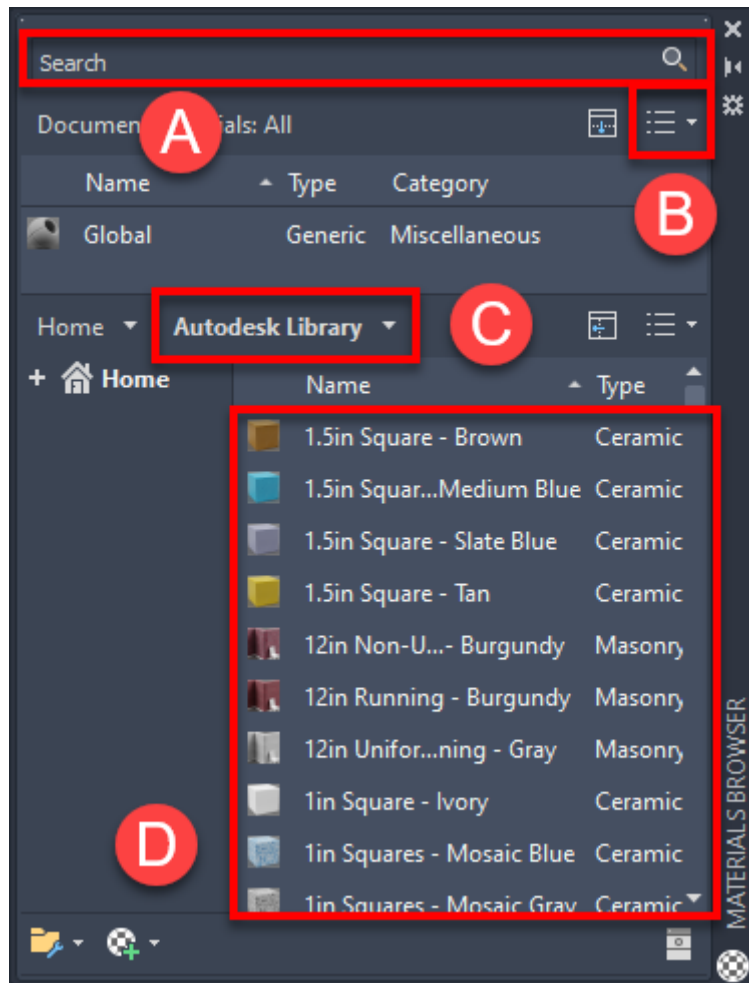 Search
A
Documen ials: All
B
Name Type Category
Global Generic Miscellaneous
Home Autodesk Library
C
Home
Name Type
1.5in Square - Brown Ceramic
1.5in Squar...Medium Blue Ceramic
1.5in Square - Slate Blue Ceramic
1.5in Square - Tan Ceramic
12in Non-U...- Burgundy Masonry
12in Running - Burgundy Masonry
12in Unifor...ning - Gray Masonry
1in Square - Ivory Ceramic
D
1in Squares - Mosaic Blue Ceramic
1in Squares - Mosaic Gray Ceramic
MATERIALS BROWSER